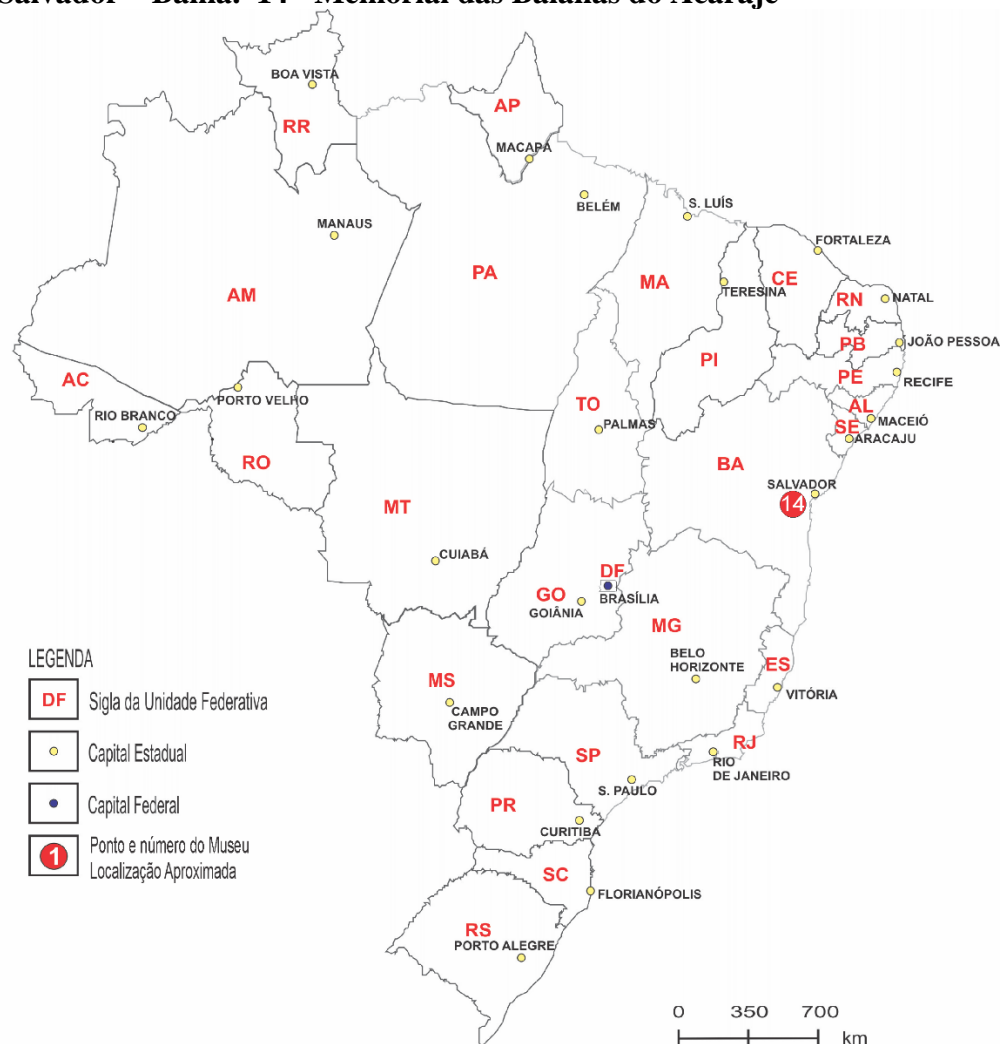 Salvador – Bahia: 14 - Memorial das Baianas do Acarajé
BOA VISTA
RR
AP
MACAPÁ
BELÉM
S. LUÍS
MANAUS
FORTALEZA
PA
MA
CE
TERESINA
AM
RN
NATAL
PB
JOÃO PESSOA
PI
PE
RECIFE
AC
PORTO VELHO
TO
AL
RIO BRANCO
PALMAS
MACEIÓ
SE
ARACAJU
RO
BA
SALVADOR
14
MT
CUIABÁ
DF
BRASÍLIA
GO
GOIÂNIA
MG
BELO
HORIZONTE
ES
VITÓRIA
MS
CAMPO
GRANDE
RJ
RIO
DE JANEIRO
SP
S. PAULO
PR
CURITIBA
SC
FLORIANÓPOLIS
RS
PORTO ALEGRE
LEGENDA
DF Sigla da Unidade Federativa
Capital Estadual
Capital Federal
1 Ponto e número do Museu
Localização Aproximada
0 350 700
km